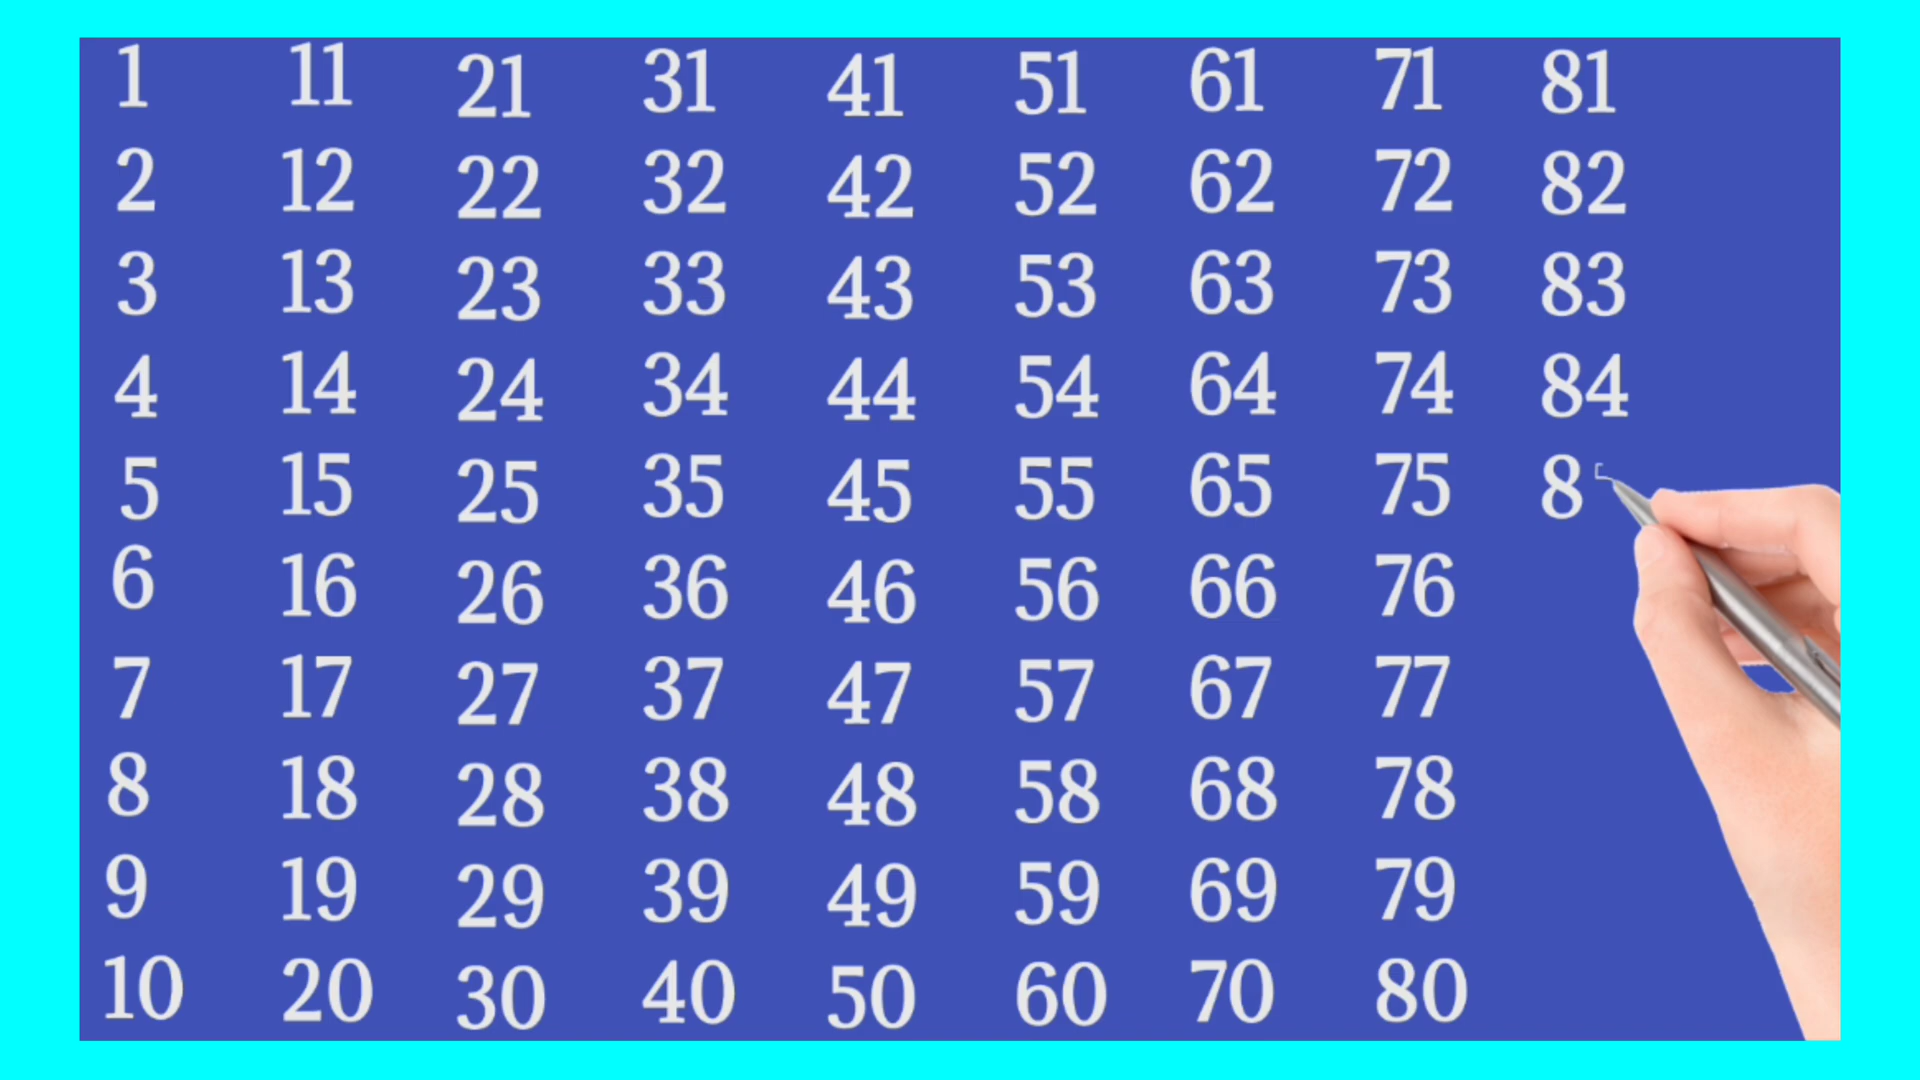 1 11 21 31 41 51 61 71 81
2 12 22 32 42 52 62 72 82
3 13 23 33 43 53 63 73 83
4 14 24 34 44 54 64 74 84
5 15 25 35 45 55 65 75 8
6 16 26 36 46 56 66 76
7 17 27 37 47 57 67 77
8 18 28 38 48 58 68 78
9 19 29 39 49 59 69 79
10 20 30 40 50 60 70 80